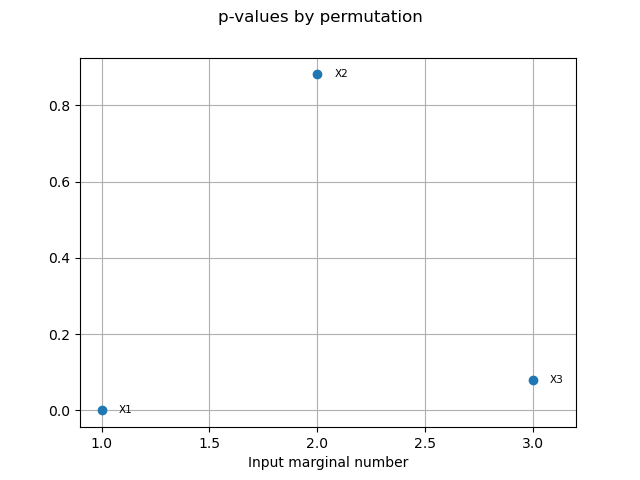 p-values by permutation
X2
0.8
0.6
0.4
0.2
X3
0.0
X1
1.0 1.5 2.0 2.5 3.0
Input marginal number